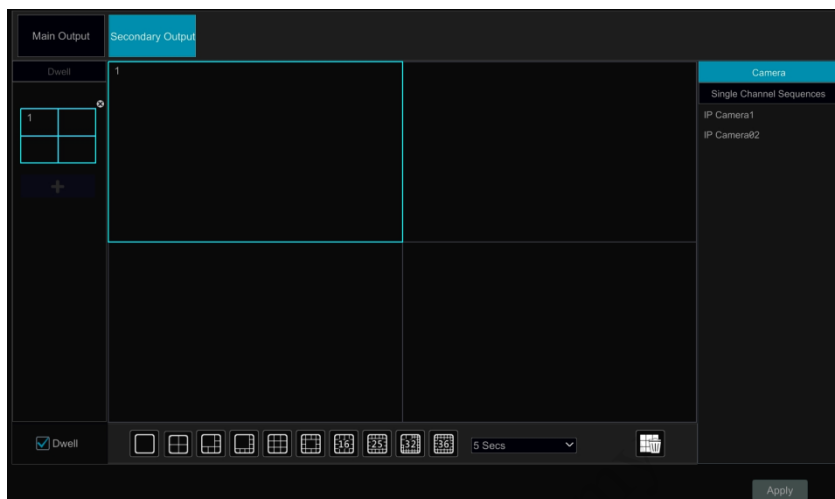 Main Output
Secondary Output
Dwell
1
1
Camera
Single Channel Sequences
IP Camera1
IP Camera02
Dwell
16
25
32
36
5 Secs
Apply